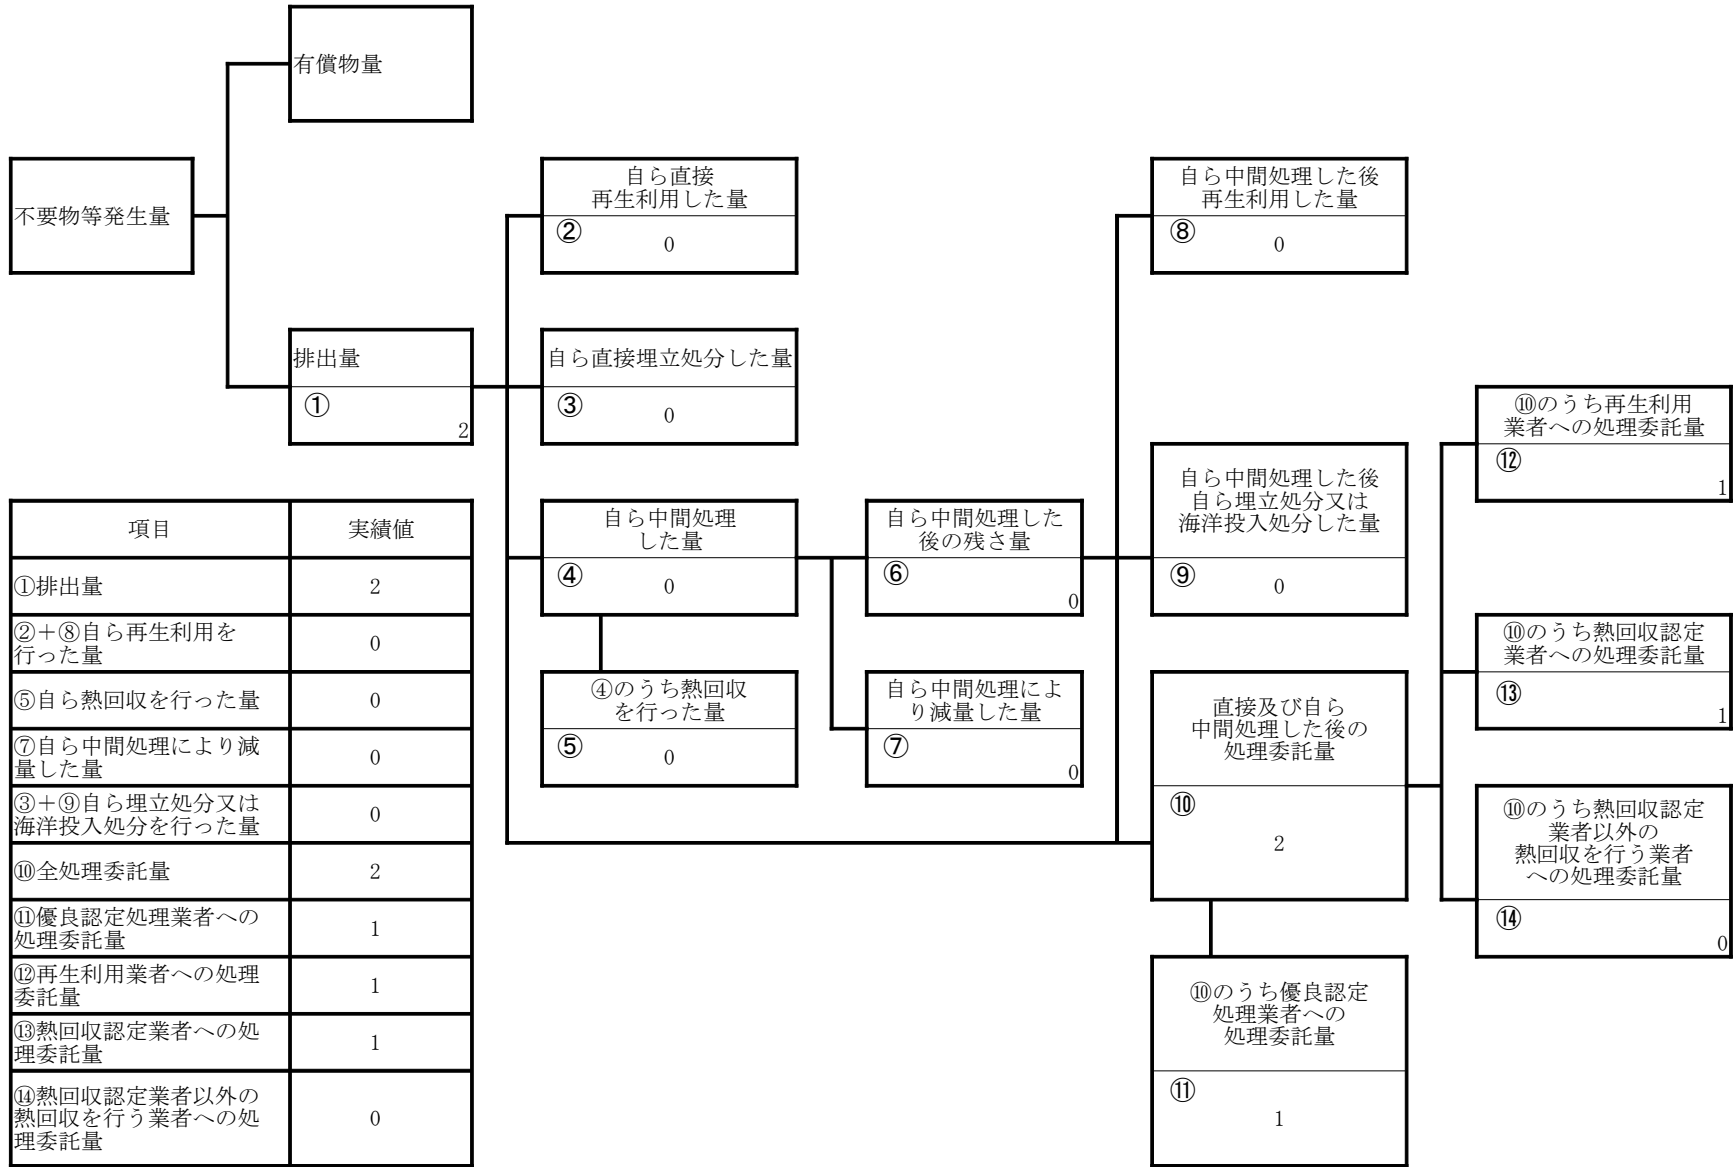 有償物量
不要物等発生量
自ら直接
再生利用した量
②
0
自ら中間処理した後
再生利用した量
⑧
0
排出量
①
2
自ら直接埋立処分した量
③
0
⑩のうち再生利用
業者への処理委託量
⑫
1
自ら中間処理
した量
④
0
自ら中間処理した
後の残さ量
⑥
0
自ら中間処理した後
自ら埋立処分又は
海洋投入処分した量
⑨
0
⑩のうち熱回収認定
業者への処理委託量
⑬
1
④のうち熱回収
を行った量
⑤
0
自ら中間処理によ
り減量した量
⑦
0
直接及び自ら
中間処理した後の
処理委託量
⑩
2
⑩のうち熱回収認定
業者以外の
熱回収を行う業者
への処理委託量
⑭
0
⑩のうち優良認定
処理業者への
処理委託量
⑪
1
項目 実績値
①排出量 2
②＋⑧自ら再生利用を
行った量 0
⑤自ら熱回収を行った量 0
⑦自ら中間処理により減
量した量 0
③＋⑨自ら埋立処分又は
海洋投入処分を行った量 0
⑩全処理委託量 2
⑪優良認定処理業者への
処理委託量 1
⑫再生利用業者への処理
委託量 1
⑬熱回収認定業者への処
理委託量 1
⑭熱回収認定業者以外の
熱回収を行う業者への処
理委託量 0